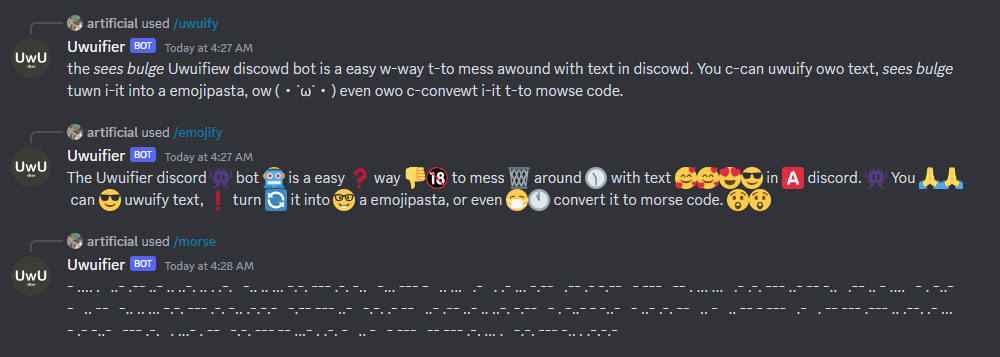 artificial used /uwuify
UwU
-ifier
Uwuifier BOT Today at 4:27 AM
the sees bulge Uwuifiew discowd bot is a easy w-way t-to mess awound with text in discowd. You c-can uwuify owo text, sees bulge
tuwn i-it into a emojipasta, ow (・`ω´・) even owo c-convewt i-it t-to mowse code.
artificial used /emojify
UwU
-ifier
Uwuifier BOT Today at 4:27 AM
The Uwuifier discord 👾 bot 🤖 is a easy ❓ way 👎🔞 to mess 🗑 around 🕦 with text 🥰🥰😍😎 in 🅰 discord. 👾 You 🙏🙏
can 😎 uwuify text, ❗ turn 🔄 it into 🤓 a emojipasta, or even 😷🕛 convert it to morse code. 😲😲
artificial used /morse
UwU
-ifier
Uwuifier BOT Today at 4:28 AM